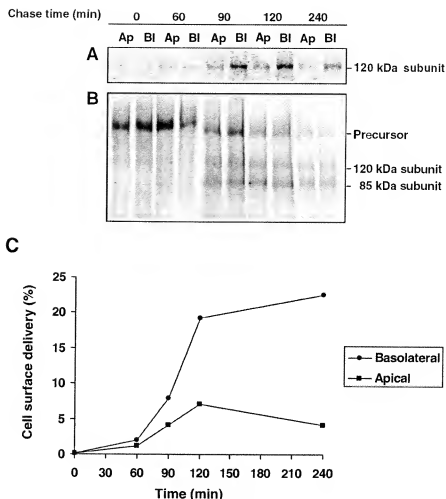 Chase time (min) 0 60 90 120 240
Ap Bl Ap Bl Ap Bl Ap Bl Ap Bl
A
120 kDa subunit
B
Precursor
120 kDa subunit
85 kDa subunit
C
25
20
15
10
5
0
Cell surface delivery (%)
0 30 60 90 120 150 180 210 240
Time (min)
Basolateral
Apical